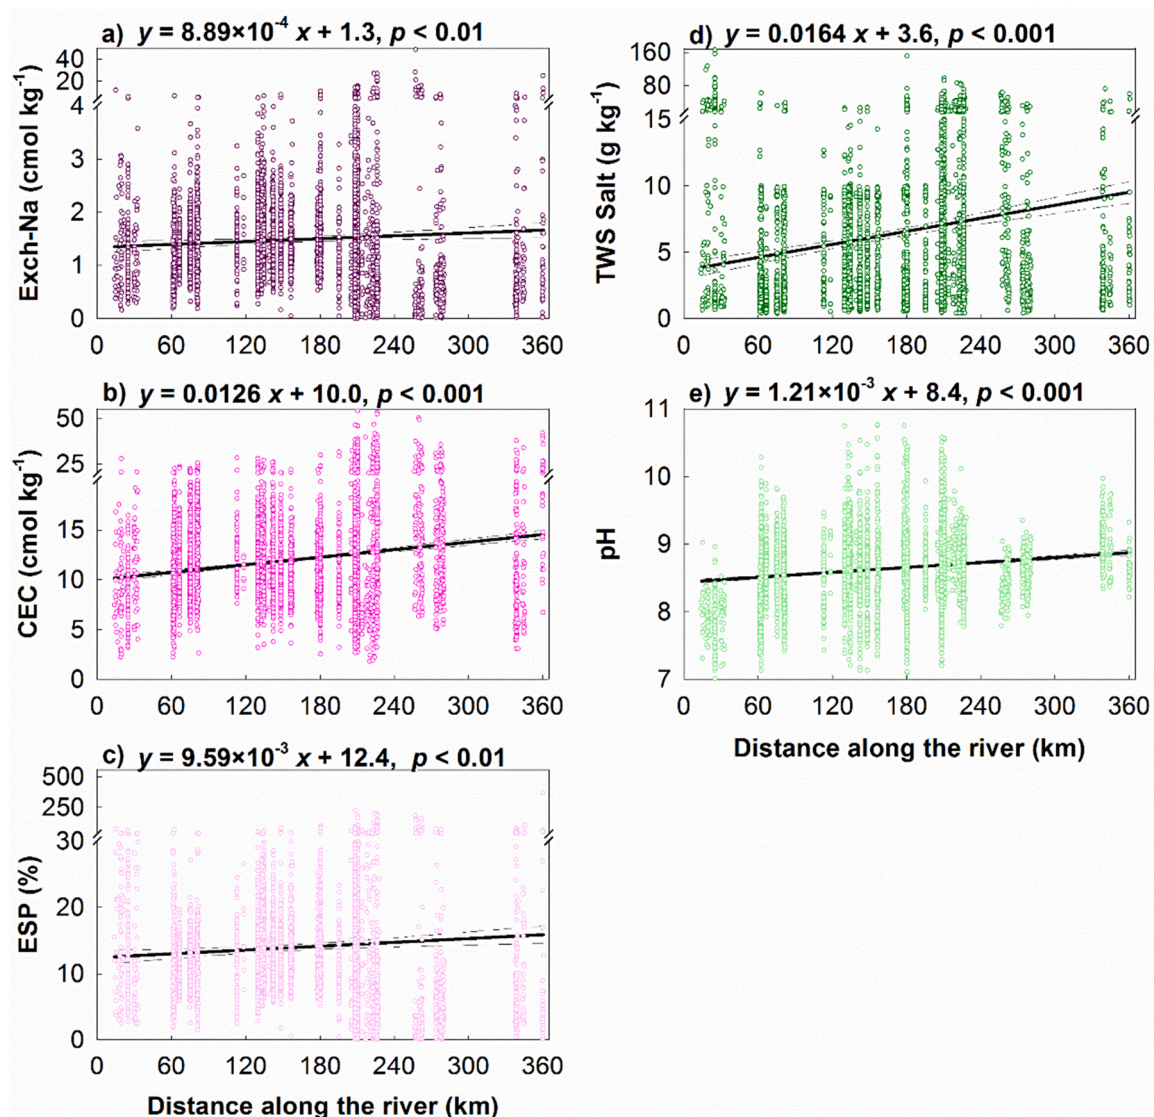 a) y = 8.89×10⁻⁴ x + 1.3, p < 0.01
Exch-Na (cmol kg⁻¹)
40
20
4
3
2
1
0
0 60 120 180 240 300 360
d) y = 0.0164 x + 3.6, p < 0.001
TWS Salt (g kg⁻¹)
160
80
15
10
5
0
0 60 120 180 240 300 360
b) y = 0.0126 x + 10.0, p < 0.001
CEC (cmol kg⁻¹)
50
25
15
10
5
0
0 60 120 180 240 300 360
e) y = 1.21×10⁻³ x + 8.4, p < 0.001
pH
11
10
9
8
7
0 60 120 180 240 300 360
Distance along the river (km)
c) y = 9.59×10⁻³ x + 12.4, p < 0.01
ESP (%)
500
250
30
20
10
0
0 60 120 180 240 300 360
Distance along the river (km)